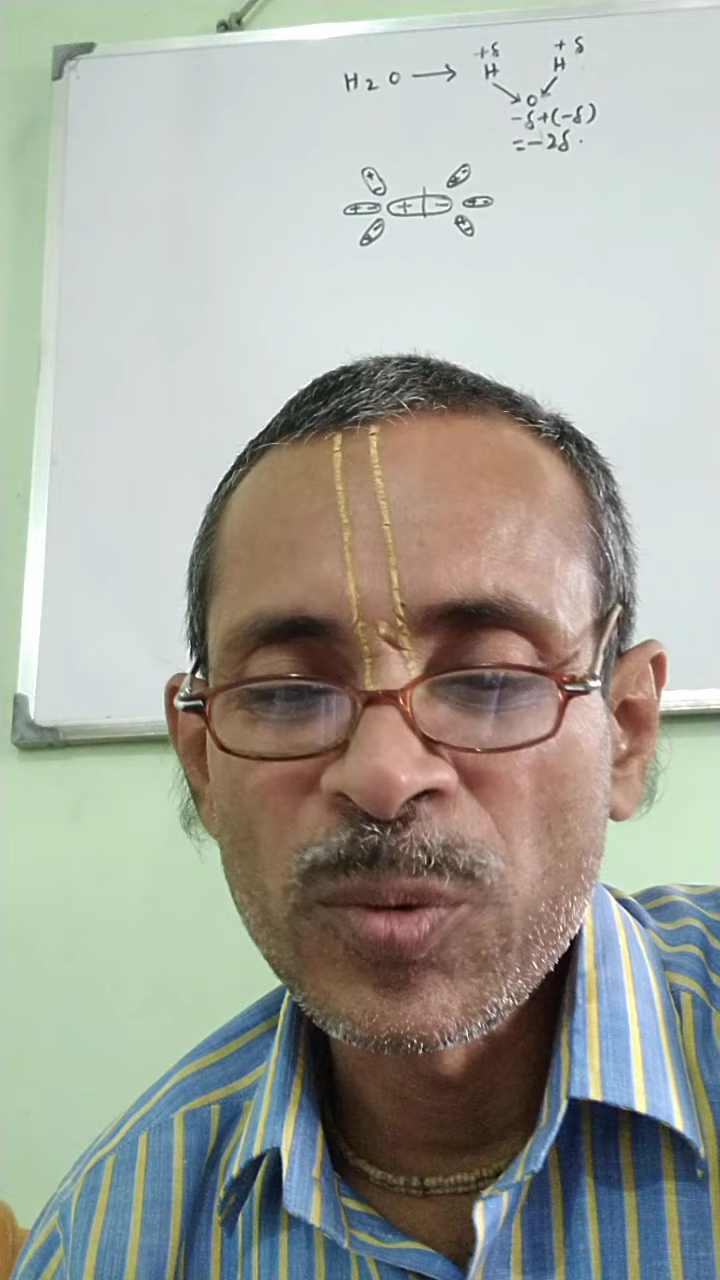 +δ +δ
H₂O → H H
O
-δ+(-δ)
=-2δ.
+ +-
+- + - +-
+- +-